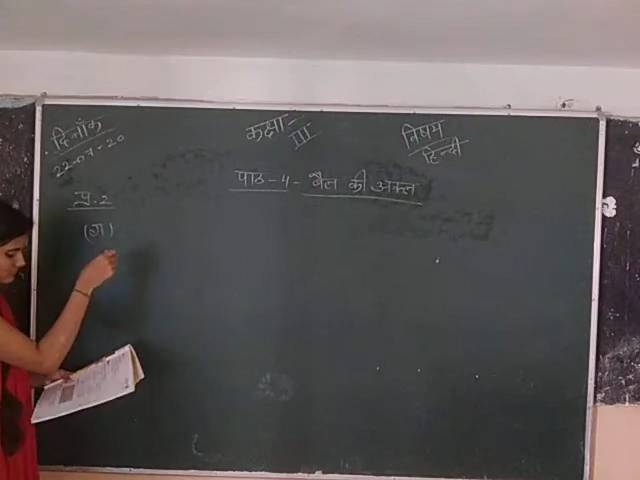 दिनाँक
22-07-20
कक्षा
III
विषय
हिन्दी
पाठ-4- बैल की अक्ल
प्र.2
(ग)